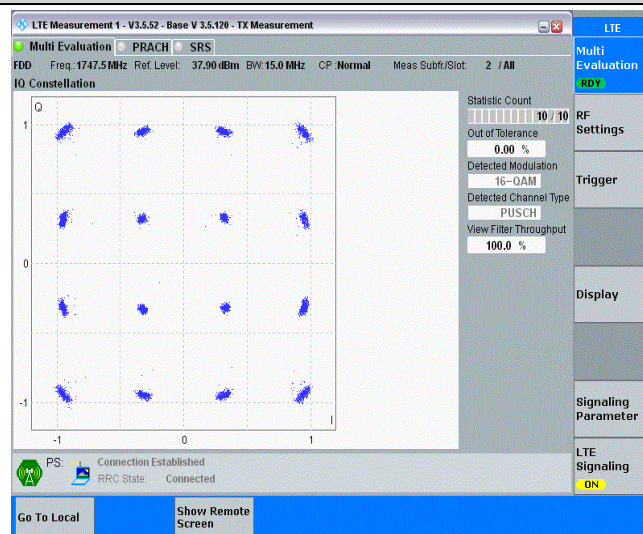 LTE Measurement 1 - V3.5.52 - Base V 3.5.120 - TX Measurement
LTE
Multi Evaluation PRACH SRS
Multi
Evaluation
RDY
FDD Freq.:1747.5 MHz Ref. Level: 37.90 dBm BW:15.0 MHz CP :Normal Meas Subfr./Slot: 2 / All
IQ Constellation
Q
1
0
-1
-1 0 1
I
Statistic Count
10 / 10
Out of Tolerance
0.00 %
Detected Modulation
16-QAM
Detected Channel Type
PUSCH
View Filter Throughput
100.0 %
RF
Settings
Trigger
Display
Signaling
Parameter
LTE
Signaling
ON
PS: Connection Established
RRC State: Connected
Go To Local
Show Remote
Screen